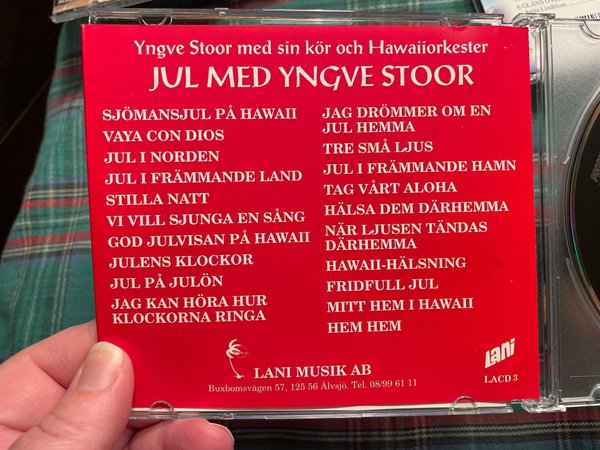 Yngve Stoor med sin kör och Hawaiiorkester
JUL MED YNGVE STOOR
SJÖMANSJUL PÅ HAWAII
VAYA CON DIOS
JUL I NORDEN
JUL I FRÄMMANDE LAND
STILLA NATT
VI VILL SJUNGA EN SÅNG
GOD JULVISAN PÅ HAWAII
JULENS KLOCKOR
JUL PÅ JULÖN
JAG KAN HÖRA HUR
KLOCKORNA RINGA
JAG DRÖMMER OM EN
JUL HEMMA
TRE SMÅ LJUS
JUL I FRÄMMANDE HAMN
TAG VÅRT ALOHA
HÄLSA DEM DÄRHEMMA
NÄR LJUSEN TÄNDAS
DÄRHEMMA
HAWAII-HÄLSNING
FRIDFULL JUL
MITT HEM I HAWAII
HEM HEM
LANI MUSIK AB
Buxbomsvägen 57, 125 56 Älvsjö. Tel. 08/99 61 11
Lani
LACD 3